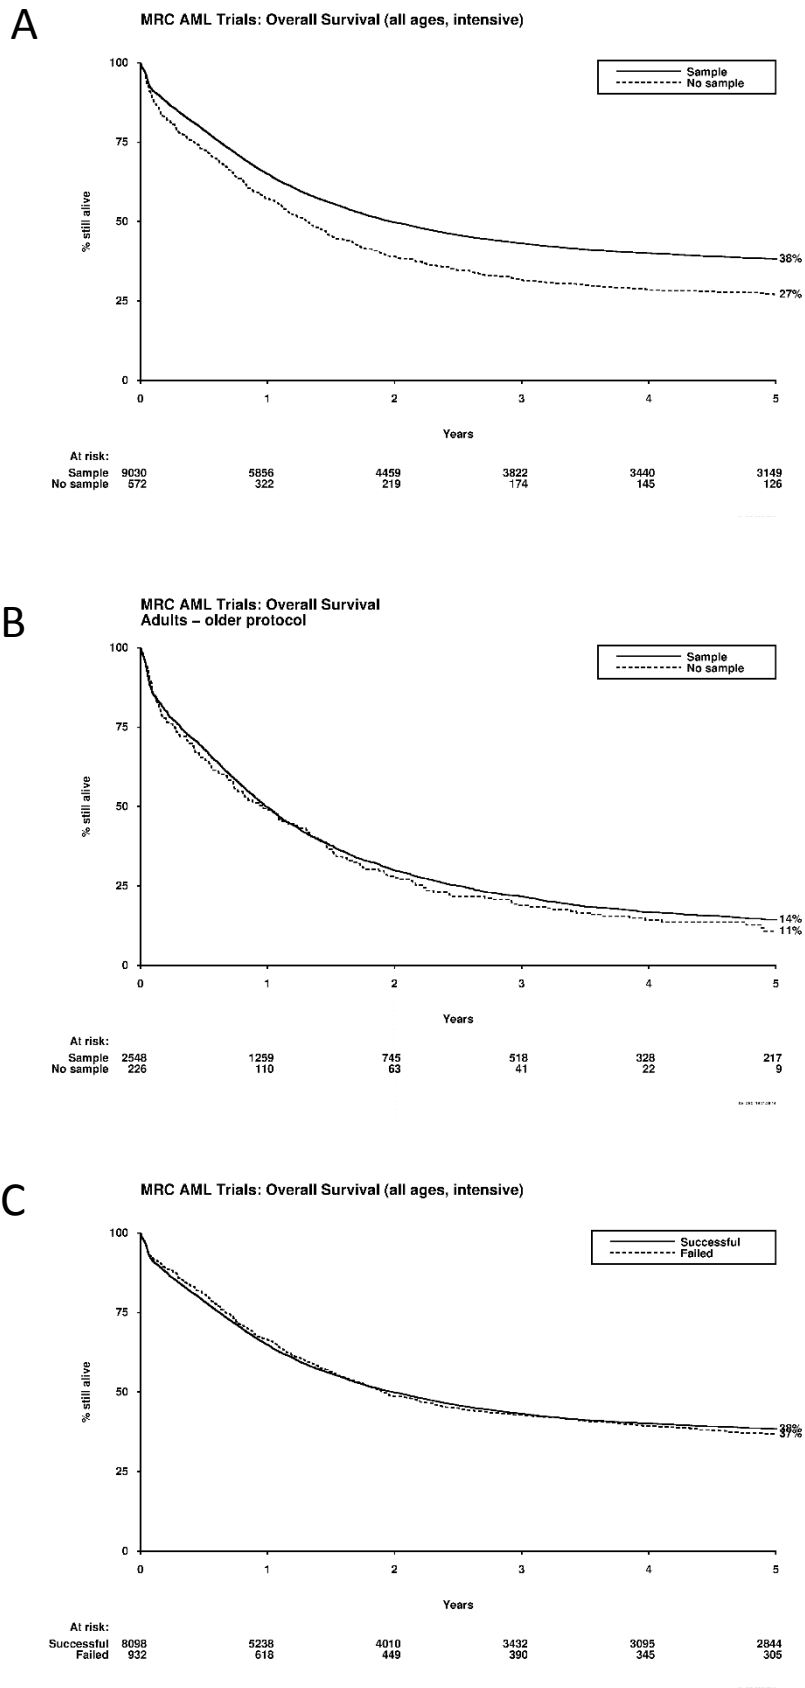 A
MRC AML Trials: Overall Survival (all ages, intensive)
100
75
50
25
0
% still alive
Sample
No sample
38%
27%
0 1 2 3 4 5
Years
At risk:
Sample 9030 5856 4459 3822 3440 3149
No sample 572 322 219 174 145 126
B
MRC AML Trials: Overall Survival
Adults – older protocol
100
75
50
25
0
% still alive
Sample
No sample
14%
11%
0 1 2 3 4 5
Years
At risk:
Sample 2548 1259 745 518 328 217
No sample 226 110 63 41 22 9
C
MRC AML Trials: Overall Survival (all ages, intensive)
100
75
50
25
0
% still alive
Successful
Failed
38%
37%
0 1 2 3 4 5
Years
At risk:
Successful 8098 5238 4010 3432 3095 2844
Failed 932 618 449 390 345 305